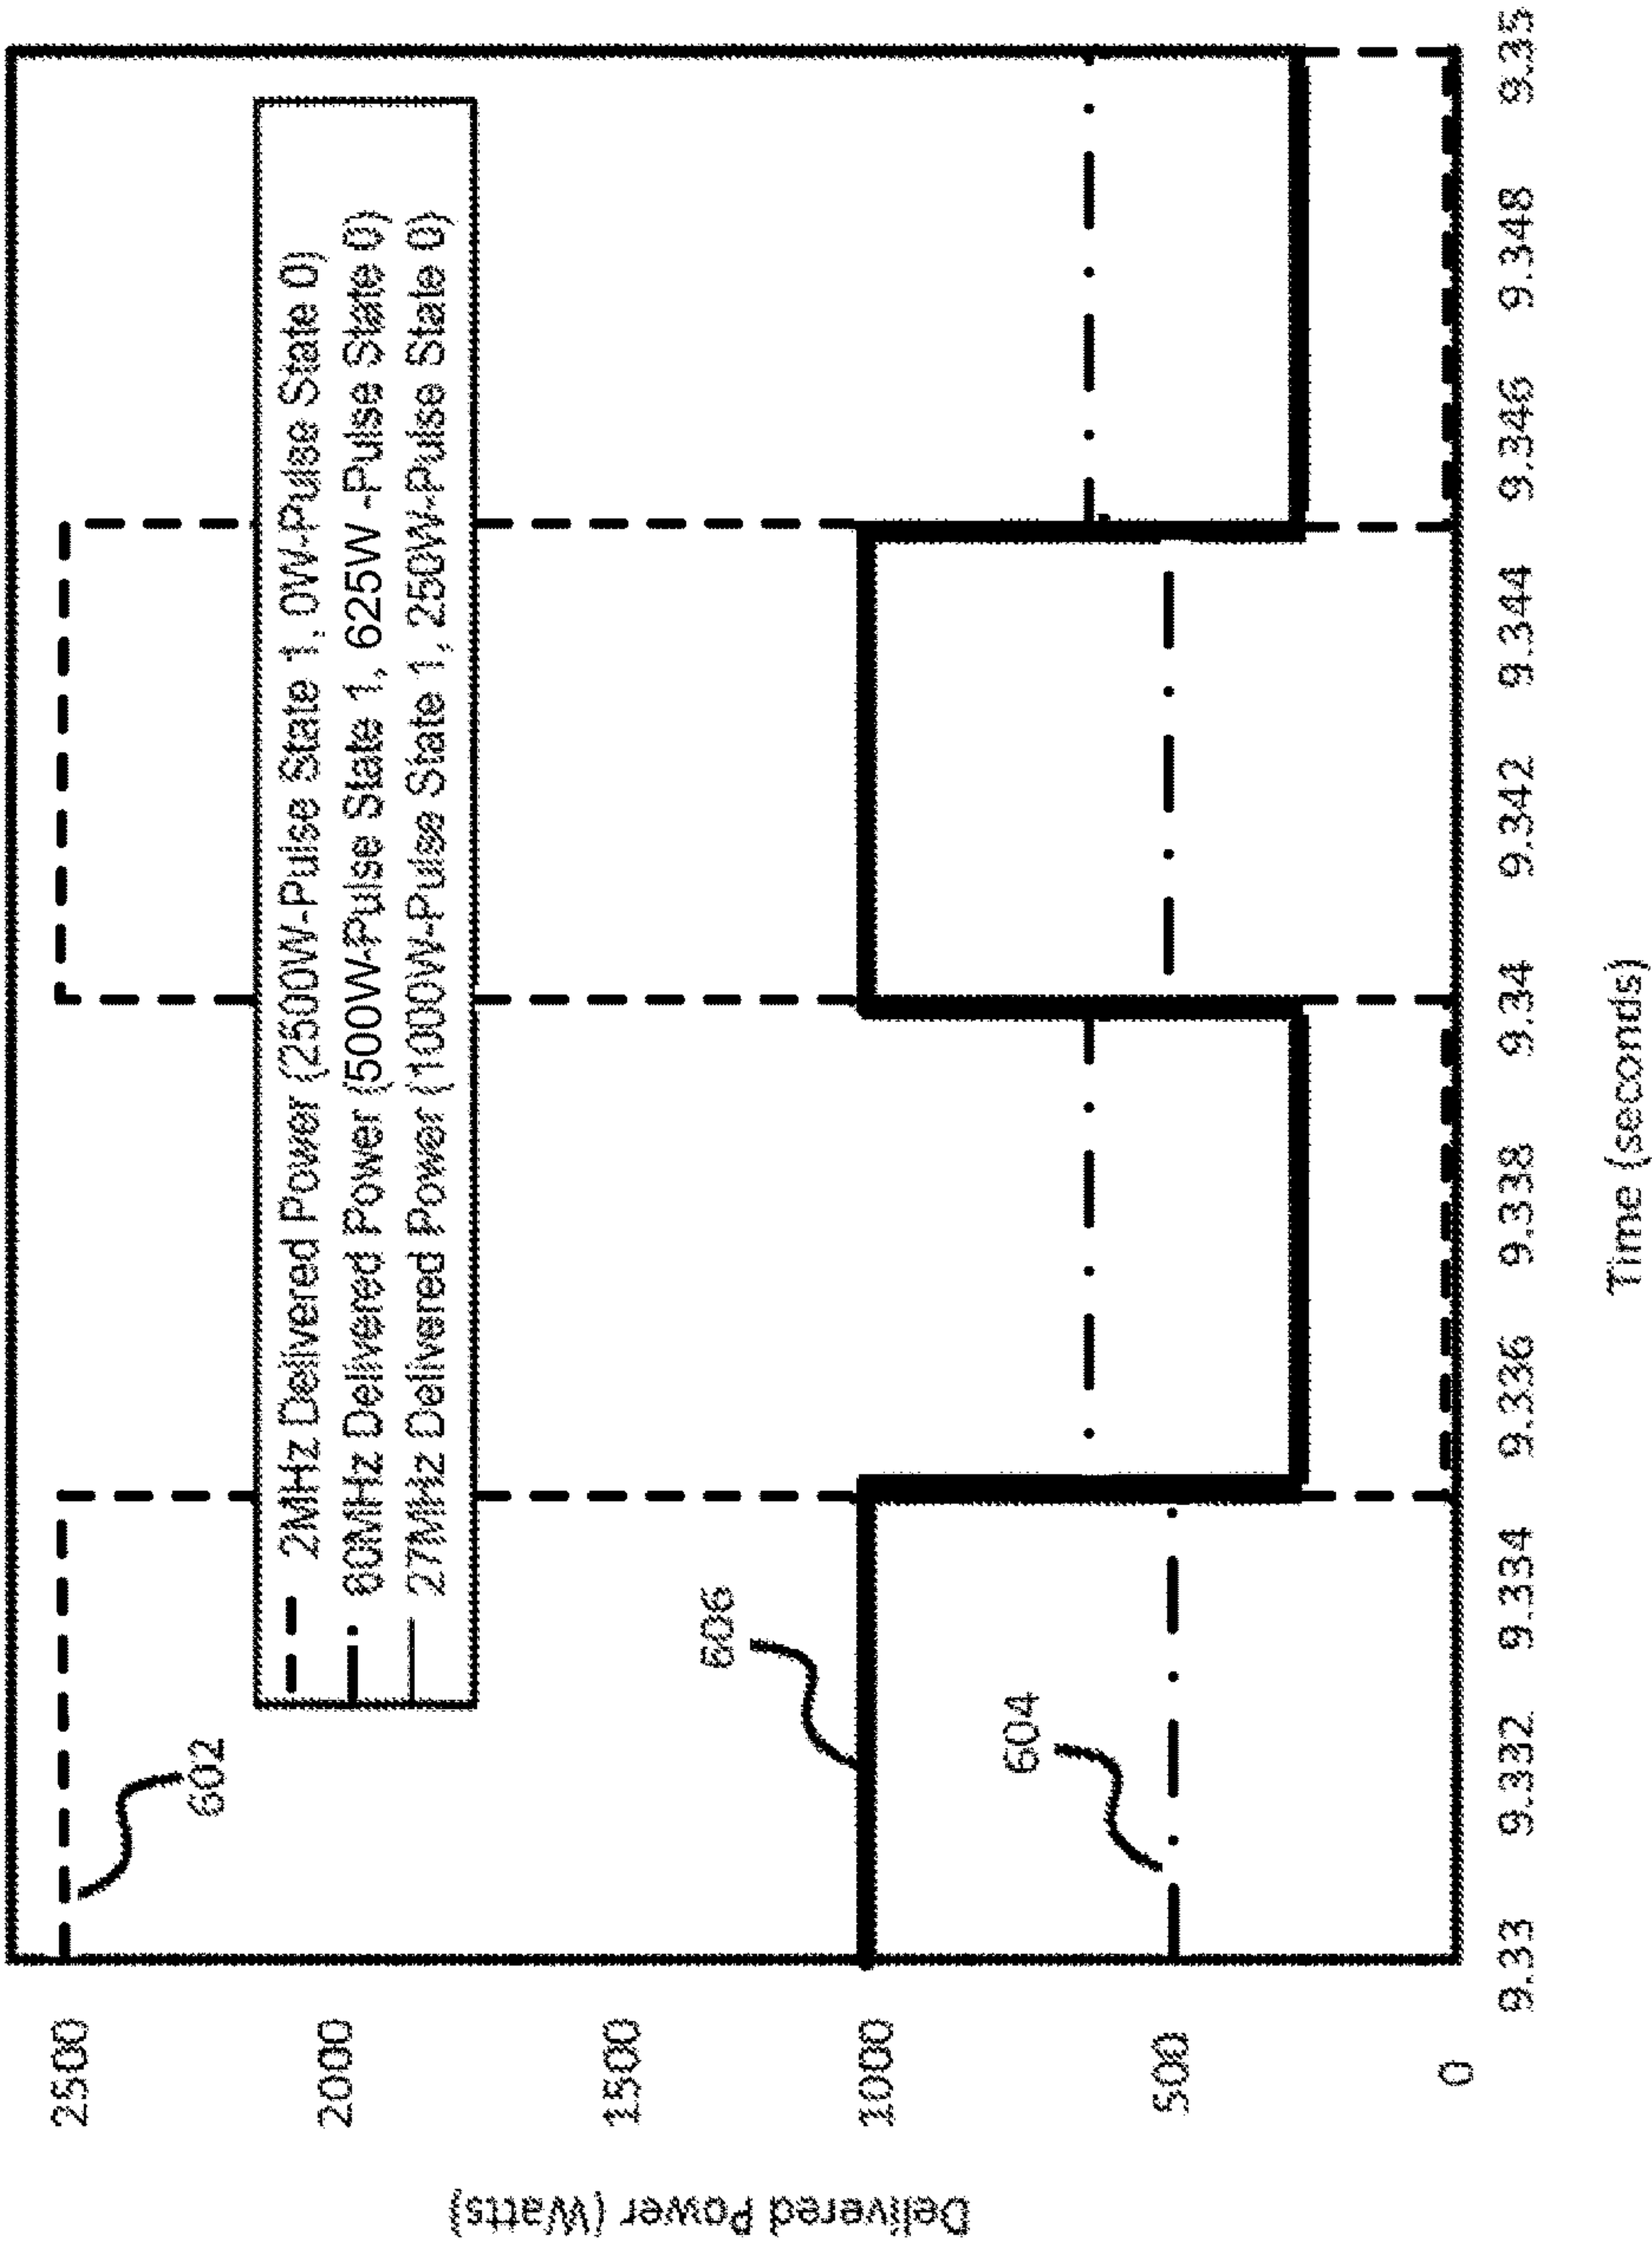 Delivered Power (Watts)
2500
2000
1500
1000
500
0
2MHz Delivered Power (2500W-Pulse State 1, 0W-Pulse State 0)
60MHz Delivered Power (500W-Pulse State 1, 625W -Pulse State 0)
27MHz Delivered Power (1000W-Pulse State 1, 250W-Pulse State 0)
602
606
604
9.33 9.332 9.334 9.336 9.338 9.34 9.342 9.344 9.346 9.348 9.35
Time (seconds)